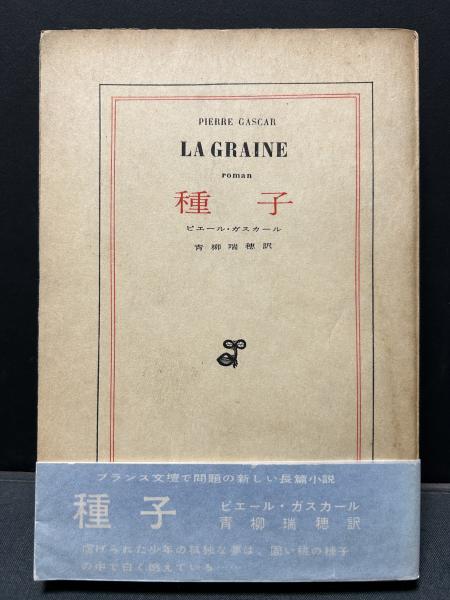 PIERRE GASCAR
LA GRAINE
roman
種子
ピエール・ガスカール
青柳瑞穂訳
フランス文壇で問題の新しい長篇小説
種子
ピエール・ガスカール
青柳瑞穂訳
虐げられた少年の孤独な夢は、固い桃の種子
の中で白く燃えている……